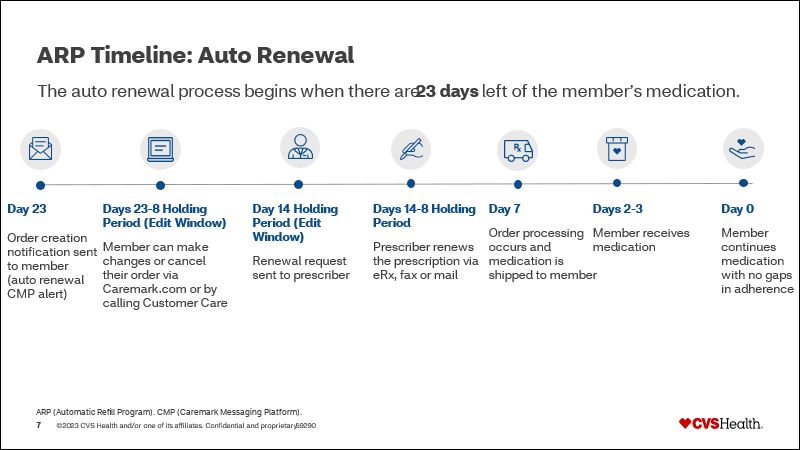 ARP Timeline: Auto Renewal
The auto renewal process begins when there are 23 days left of the member's medication.
Day 23
Order creation
notification sent
to member
(auto renewal
CMP alert)
Days 23-8 Holding
Period (Edit Window)
Member can make
changes or cancel
their order via
Caremark.com or by
calling Customer Care
Day 14 Holding
Period (Edit
Window)
Renewal request
sent to prescriber
Days 14-8 Holding
Period
Prescriber renews
the prescription via
eRx, fax or mail
Day 7
Order processing
occurs and
medication is
shipped to member
Days 2-3
Member receives
medication
Day 0
Member
continues
medication
with no gaps
in adherence
ARP (Automatic Refill Program). CMP (Caremark Messaging Platform).
7 ©2023 CVS Health and/or one of its affiliates. Confidential and proprietary.
CVSHealth.